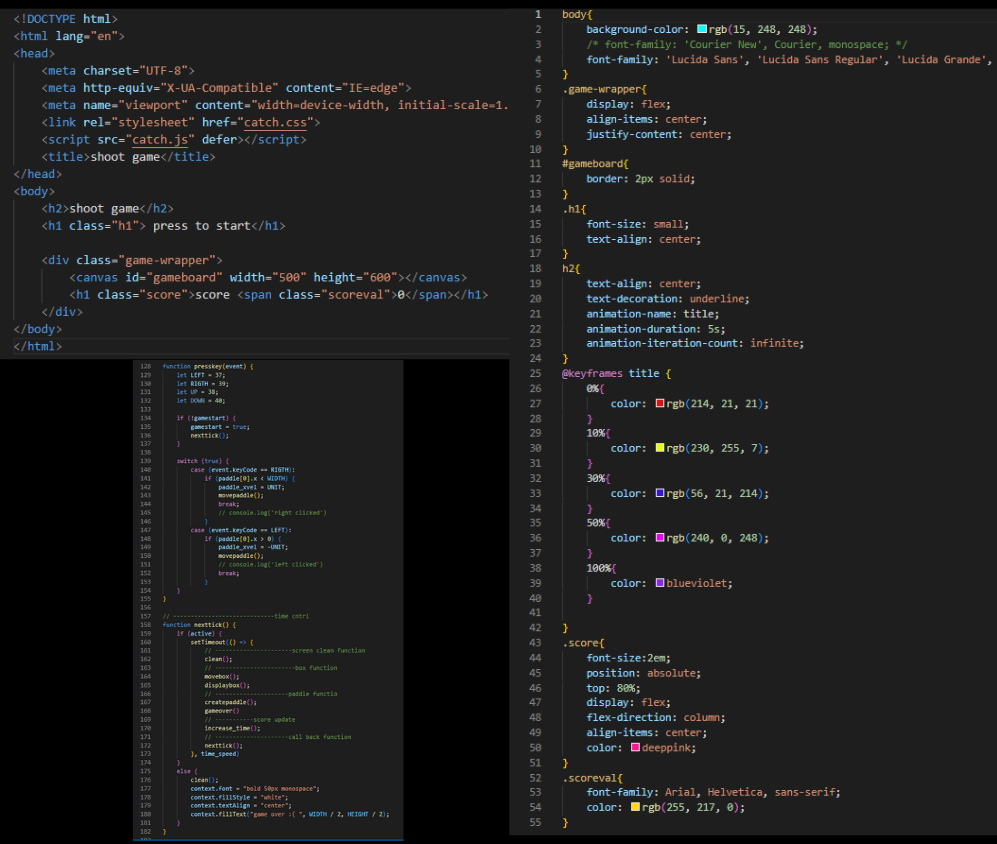 <!DOCTYPE html>
<html lang="en">
<head>
    <meta charset="UTF-8">
    <meta http-equiv="X-UA-Compatible" content="IE=edge">
    <meta name="viewport" content="width=device-width, initial-scale=1.
    <link rel="stylesheet" href="catch.css">
    <script src="catch.js" defer></script>
    <title>shoot game</title>
</head>
<body>
    <h2>shoot game</h2>
    <h1 class="h1"> press to start</h1>
    <div class="game-wrapper">
        <canvas id="gameboard" width="500" height="600"></canvas>
        <h1 class="score">score <span class="scoreval">0</span></h1>
    </div>
</body>
</html>
128 function presskey(event) {
129     let LEFT = 37;
130     let RIGTH = 39;
131     let UP = 38;
132     let DOWN = 40;
133
134     if (!gamestart) {
135         gamestart = true;
136         nexttick();
137     }
138
139     switch (true) {
140         case (event.keyCode == RIGTH):
141             if (paddle[0].x < WIDTH) {
142                 paddle_xvel = UNIT;
143                 movepaddle();
144                 break;
145                 // console.log('right clicked')
146             }
147         case (event.keyCode == LEFT):
148             if (paddle[0].x > 0) {
149                 paddle_xvel = -UNIT;
150                 movepaddle();
151                 // console.log('left clicked')
152                 break;
153             }
154     }
155 }
156
157 // ----------------------------time cntrl
158 function nexttick() {
159     if (active) {
160         setTimeout(() => {
161             // ---------------------screen clean function
162             clean();
163             // ----------------------box function
164             movebox();
165             displaybox();
166             // --------------------paddle functio
167             createpaddle();
168             gameover()
169             // -----------score update
170             increase_time();
171             // --------------------call back function
172             nexttick();
173         }, time_speed)
174     }
175     else {
176         clean();
177         context.font = "bold 50px monospace";
178         context.fillStyle = "white";
179         context.textAlign = "center";
180         context.fillText("game over :( ", WIDTH / 2, HEIGHT / 2);
181     }
182 }
1 body{
2     background-color: rgb(15, 248, 248);
3     /* font-family: 'Courier New', Courier, monospace; */
4     font-family: 'Lucida Sans', 'Lucida Sans Regular', 'Lucida Grande',
5 }
6 .game-wrapper{
7     display: flex;
8     align-items: center;
9     justify-content: center;
10 }
11 #gameboard{
12     border: 2px solid;
13 }
14 .h1{
15     font-size: small;
16     text-align: center;
17 }
18 h2{
19     text-align: center;
20     text-decoration: underline;
21     animation-name: title;
22     animation-duration: 5s;
23     animation-iteration-count: infinite;
24 }
25 @keyframes title {
26     0%{
27         color: rgb(214, 21, 21);
28     }
29     10%{
30         color: rgb(230, 255, 7);
31     }
32     30%{
33         color: rgb(56, 21, 214);
34     }
35     50%{
36         color: rgb(240, 0, 248);
37     }
38     100%{
39         color: blueviolet;
40     }
41
42 }
43 .score{
44     font-size:2em;
45     position: absolute;
46     top: 80%;
47     display: flex;
48     flex-direction: column;
49     align-items: center;
50     color: deeppink;
51 }
52 .scoreval{
53     font-family: Arial, Helvetica, sans-serif;
54     color: rgb(255, 217, 0);
55 }